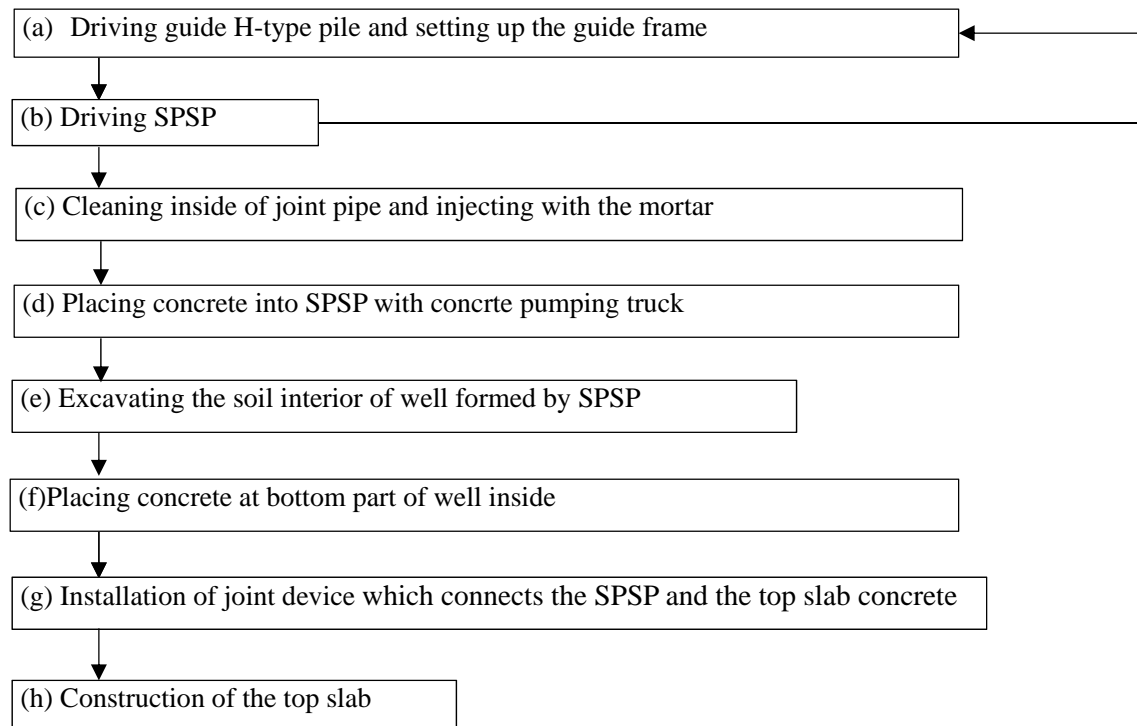 (a) Driving guide H-type pile and setting up the guide frame
(b) Driving SPSP
(c) Cleaning inside of joint pipe and injecting with the mortar
(d) Placing concrete into SPSP with concrte pumping truck
(e) Excavating the soil interior of well formed by SPSP
(f)Placing concrete at bottom part of well inside
(g) Installation of joint device which connects the SPSP and the top slab concrete
(h) Construction of the top slab